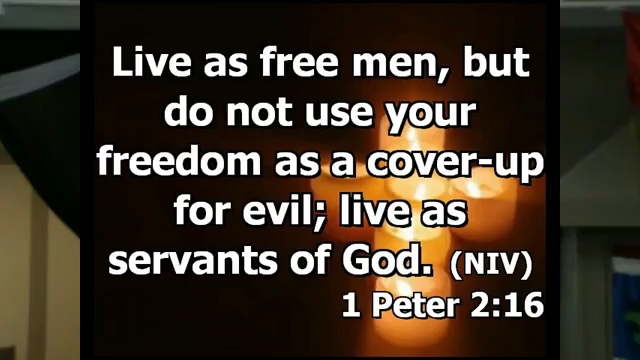 Live as free men, but
do not use your
freedom as a cover-up
for evil; live as
servants of God. (NIV)
1 Peter 2:16